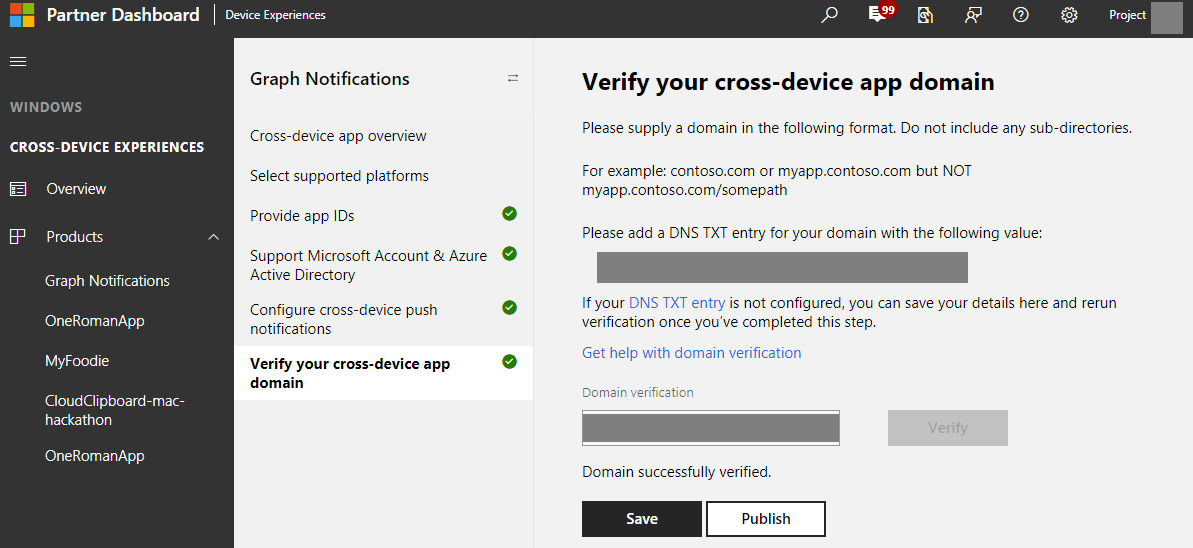 Partner Dashboard
Device Experiences
99
Project
WINDOWS
CROSS-DEVICE EXPERIENCES
Overview
Products
Graph Notifications
OneRomanApp
MyFoodie
CloudClipboard-mac-
hackathon
OneRomanApp
Graph Notifications
Cross-device app overview
Select supported platforms
Provide app IDs
Support Microsoft Account & Azure
Active Directory
Configure cross-device push
notifications
Verify your cross-device app
domain
Verify your cross-device app domain
Please supply a domain in the following format. Do not include any sub-directories.
For example: contoso.com or myapp.contoso.com but NOT
myapp.contoso.com/somepath
Please add a DNS TXT entry for your domain with the following value:
If your DNS TXT entry is not configured, you can save your details here and rerun
verification once you’ve completed this step.
Get help with domain verification
Domain verification
Verify
Domain successfully verified.
Save
Publish